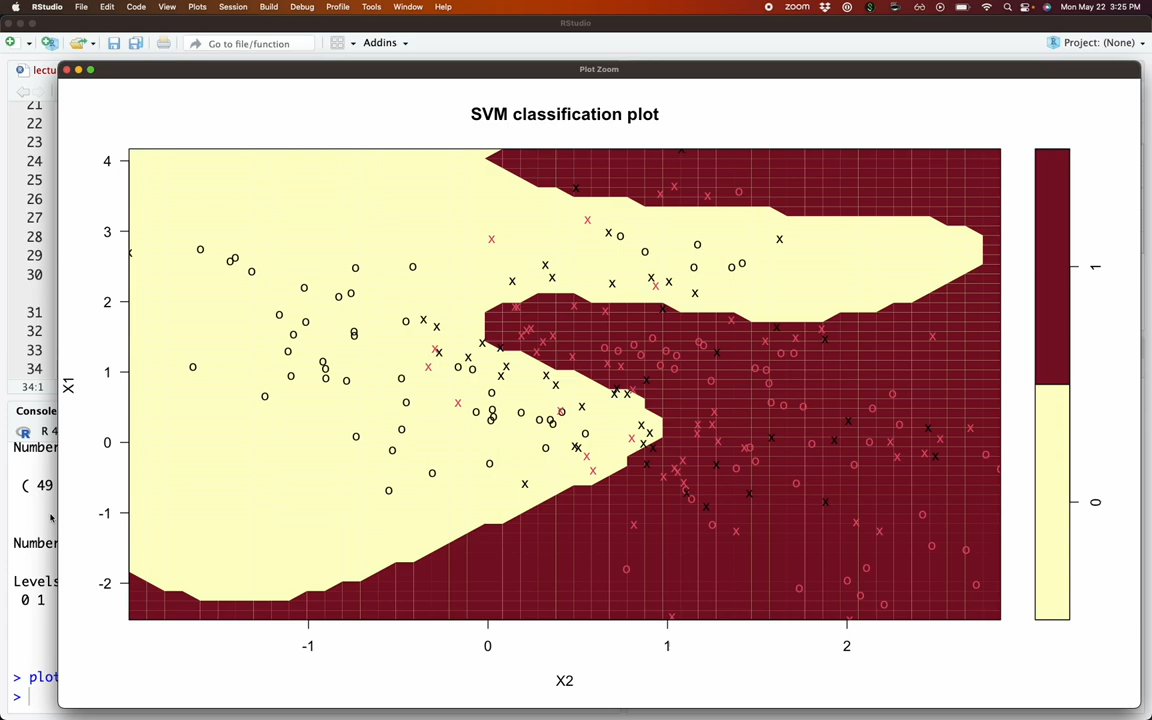 RStudio File Edit Code View Plots Session Build Debug Profile Tools Window Help
zoom
Mon May 22 3:25 PM
RStudio
Go to file/function
Addins
Project: (None)
lectu
Plot Zoom
21
22
23
24
25
26
27
28
29
30
31
32
33
34
34:1
Console
R 4
Number
( 49
Number
Levels
0 1
> plot
>
SVM classification plot
4
3
2
1
0
-1
-2
X1
-1
0
1
2
X2
1
0